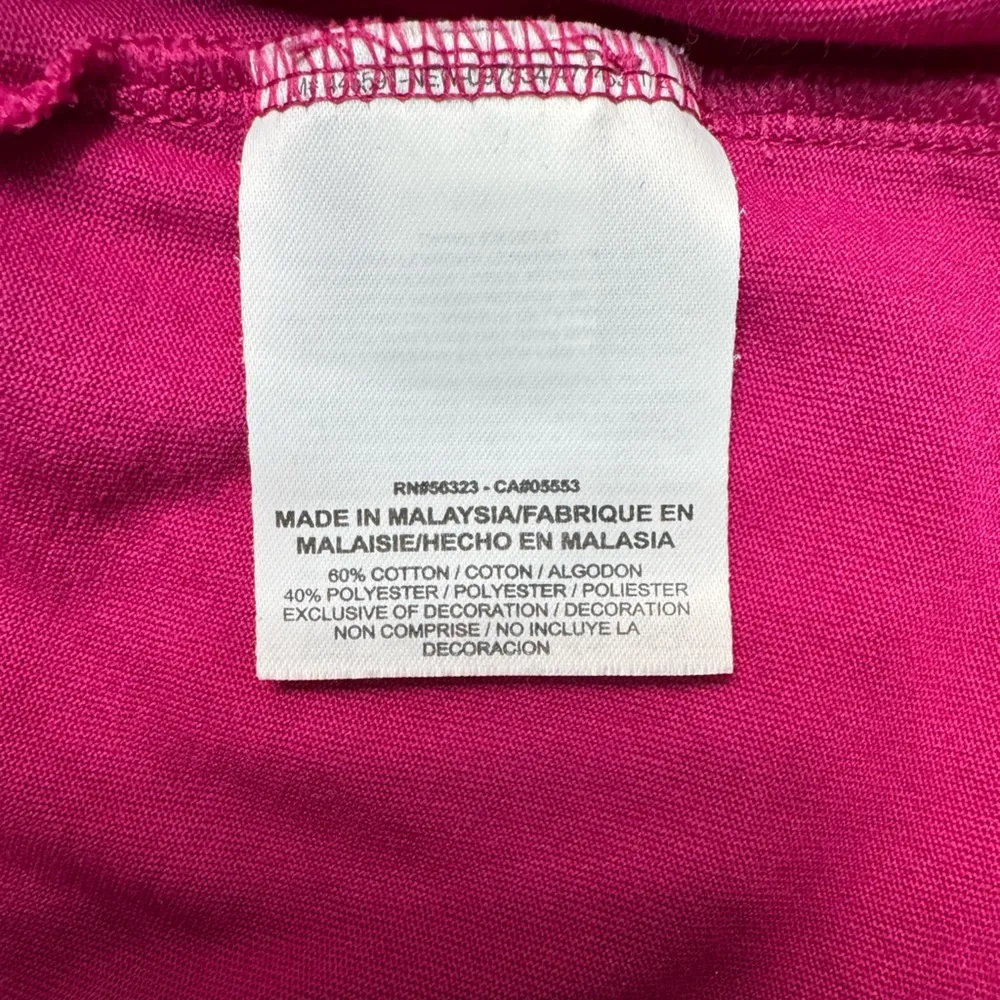 RN#56323 - CA#05553
MADE IN MALAYSIA/FABRIQUE EN
MALAISIE/HECHO EN MALASIA
60% COTTON / COTON / ALGODON
40% POLYESTER / POLYESTER / POLIESTER
EXCLUSIVE OF DECORATION / DECORATION
NON COMPRISE / NO INCLUYE LA
DECORACION